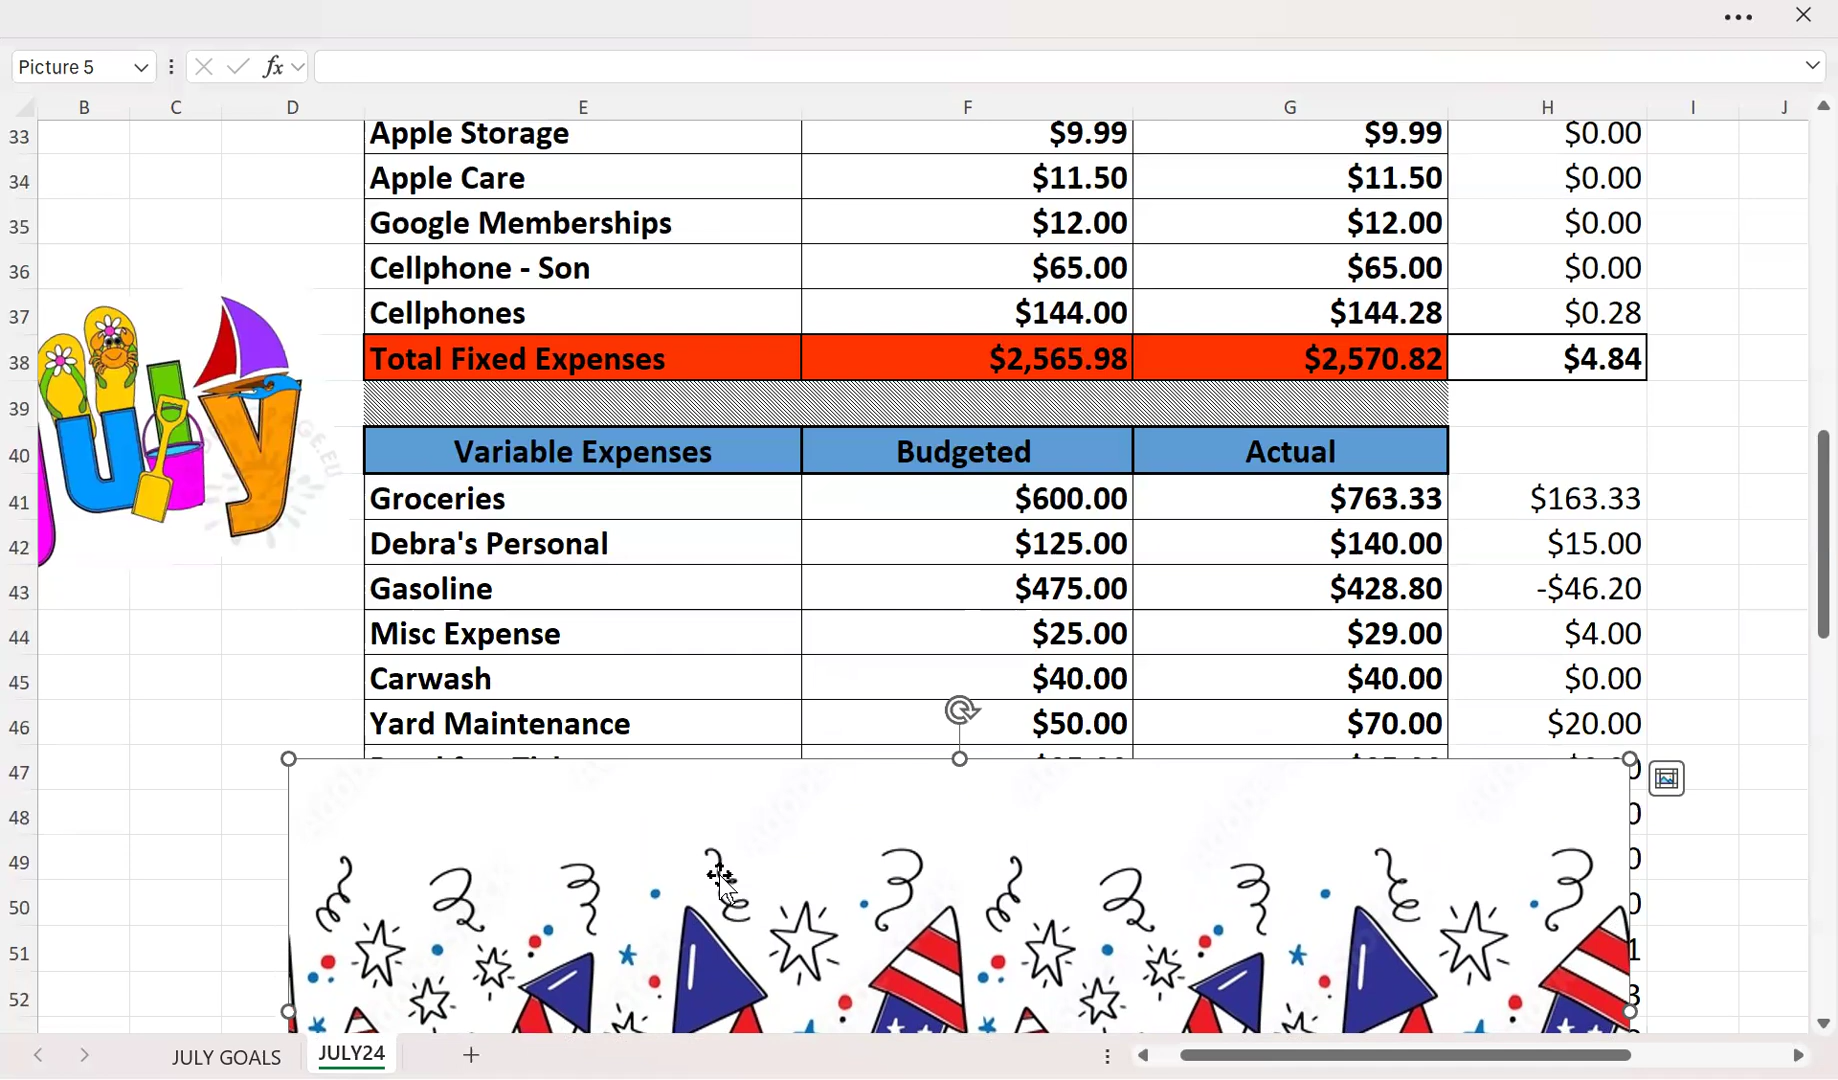 Picture 5 fx
B C D E F G H I J
33 Apple Storage $9.99 $9.99 $0.00
34 Apple Care $11.50 $11.50 $0.00
35 Google Memberships $12.00 $12.00 $0.00
36 Cellphone - Son $65.00 $65.00 $0.00
37 Cellphones $144.00 $144.28 $0.28
38 Total Fixed Expenses $2,565.98 $2,570.82 $4.84
39
40 Variable Expenses Budgeted Actual
41 Groceries $600.00 $763.33 $163.33
42 Debra's Personal $125.00 $140.00 $15.00
43 Gasoline $475.00 $428.80 -$46.20
44 Misc Expense $25.00 $29.00 $4.00
45 Carwash $40.00 $40.00 $0.00
46 Yard Maintenance $50.00 $70.00 $20.00
47
48 0
49 0
50 0
51 1
52 3
July
JULY GOALS JULY24